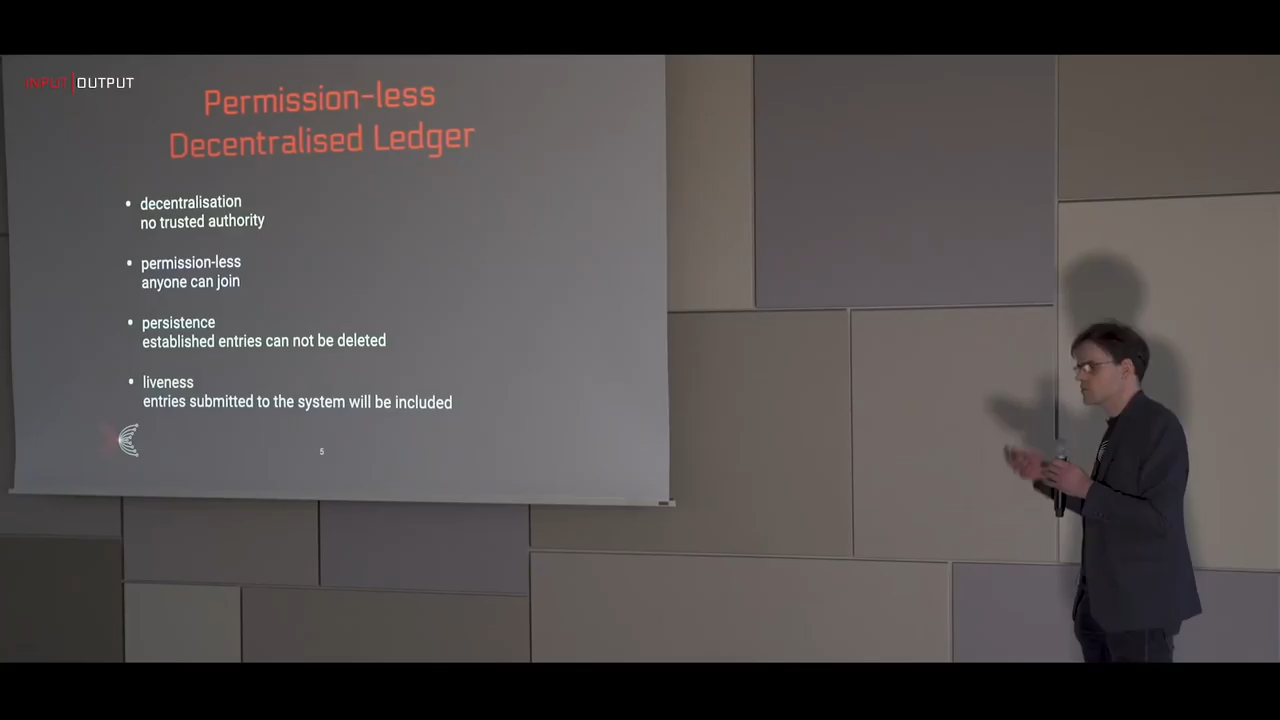 INPUT|OUTPUT
Permission-less
Decentralised Ledger
• decentralisation
no trusted authority
• permission-less
anyone can join
• persistence
established entries can not be deleted
• liveness
entries submitted to the system will be included
5